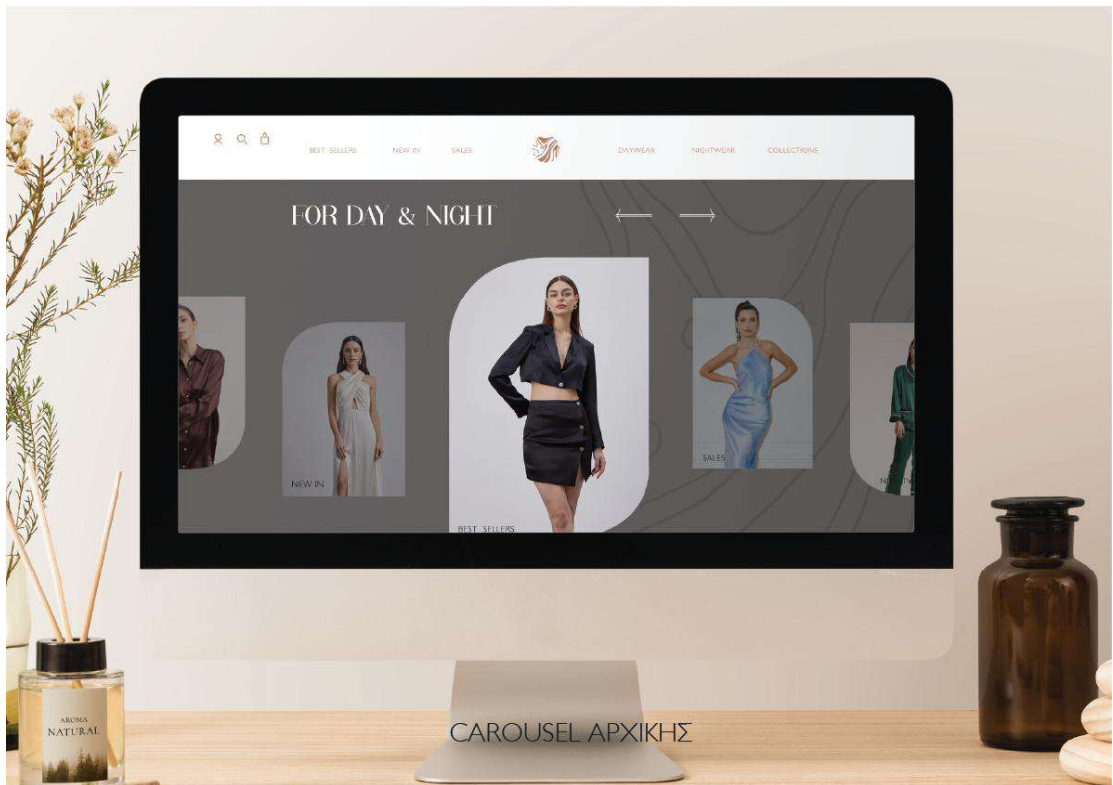 BEST SELLERS
NEW IN
SALES
DAYWEAR
NIGHTWEAR
COLLECTIONS
FOR DAY & NIGHT
NEW IN
BEST SELLERS
SALES
AROMA
NATURAL
CAROUSEL ΑΡΧΙΚΗΣ